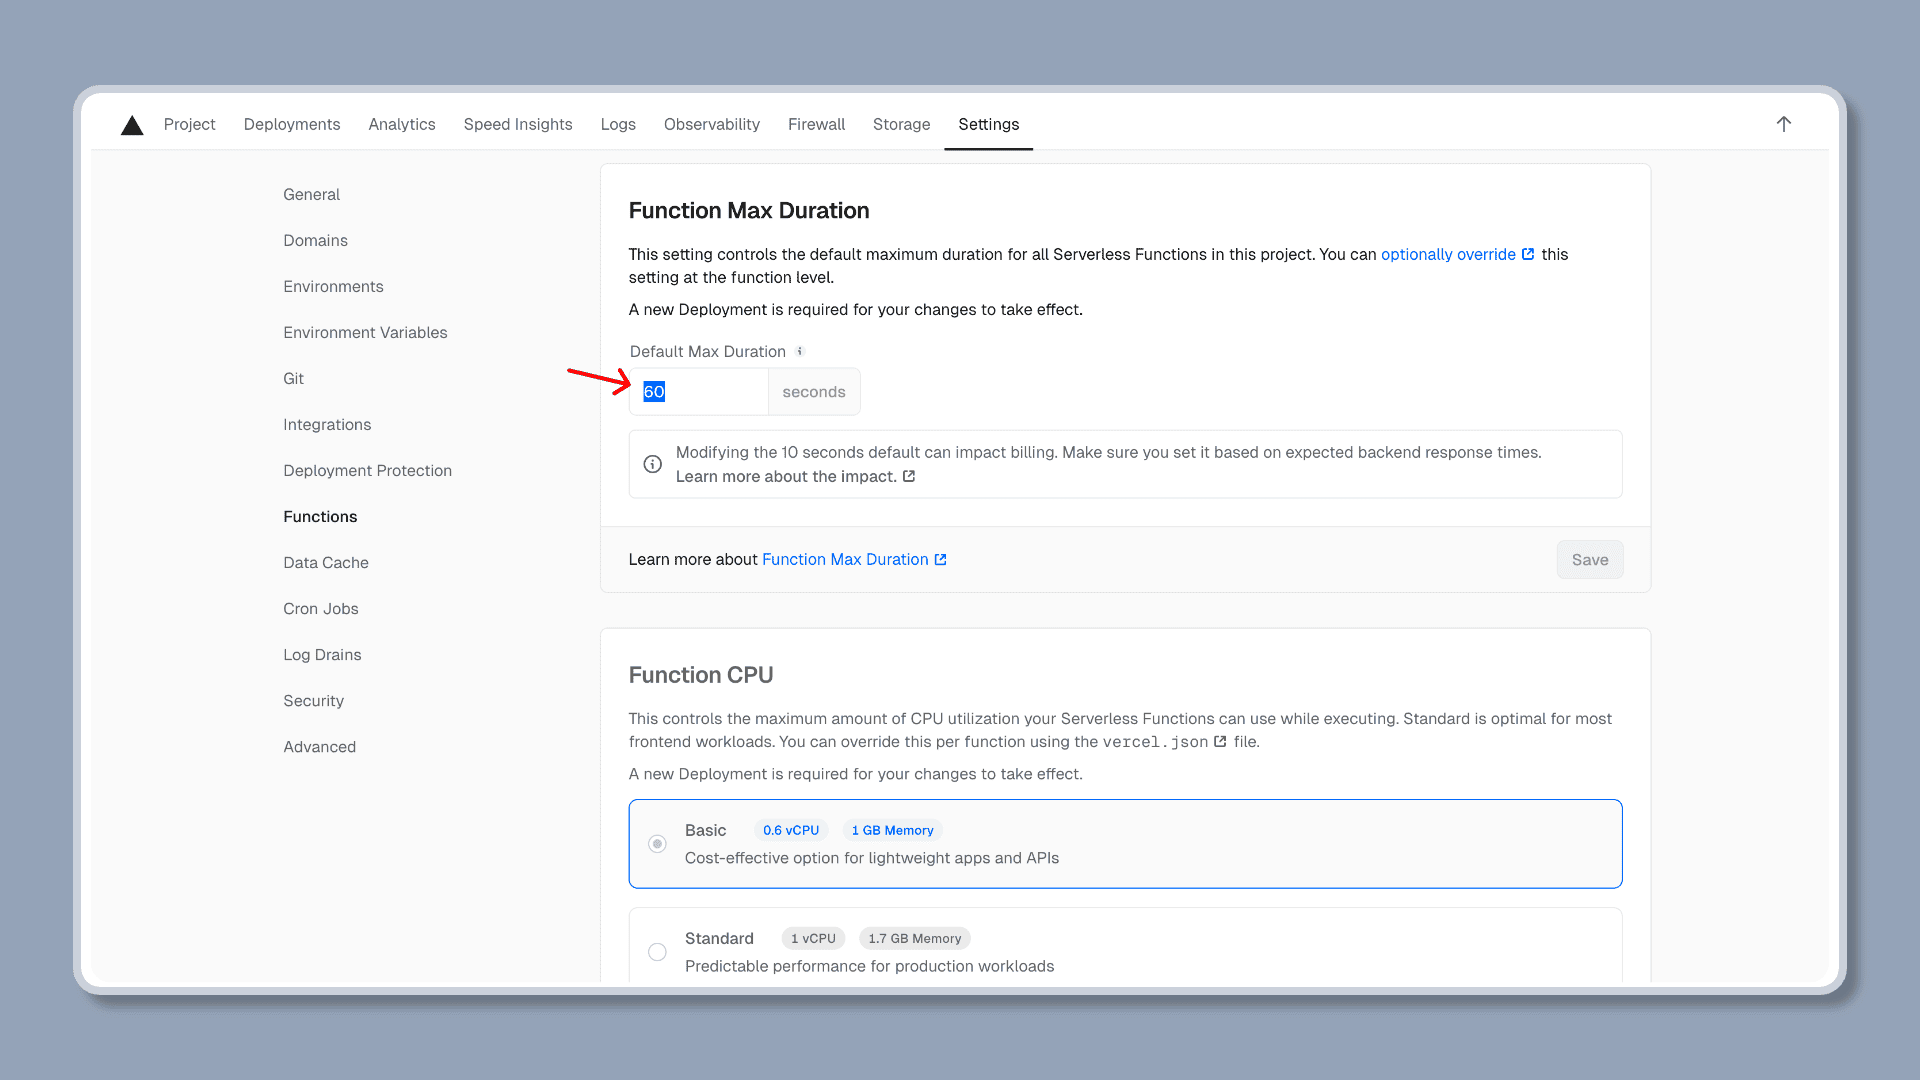 Project Deployments Analytics Speed Insights Logs Observability Firewall Storage Settings
General
Domains
Environments
Environment Variables
Git
Integrations
Deployment Protection
Functions
Data Cache
Cron Jobs
Log Drains
Security
Advanced
Function Max Duration
This setting controls the default maximum duration for all Serverless Functions in this project. You can optionally override this
setting at the function level.
A new Deployment is required for your changes to take effect.
Default Max Duration
60 seconds
Modifying the 10 seconds default can impact billing. Make sure you set it based on expected backend response times.
Learn more about the impact.
Learn more about Function Max Duration
Save
Function CPU
This controls the maximum amount of CPU utilization your Serverless Functions can use while executing. Standard is optimal for most
frontend workloads. You can override this per function using the vercel.json file.
A new Deployment is required for your changes to take effect.
Basic 0.6 vCPU 1 GB Memory
Cost-effective option for lightweight apps and APIs
Standard 1 vCPU 1.7 GB Memory
Predictable performance for production workloads